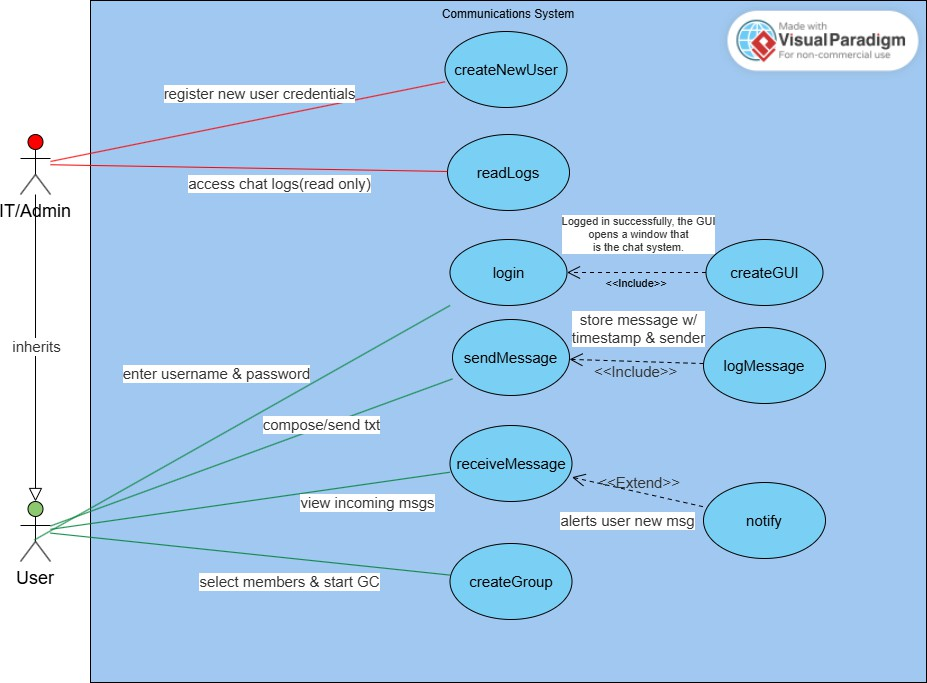 Communications System
Made with
VisualParadigm
For non-commercial use
createNewUser
register new user credentials
readLogs
access chat logs(read only)
IT/Admin
Logged in successfully, the GUI
opens a window that
is the chat system.
login
createGUI
<<Include>>
store message w/
timestamp & sender
inherits
sendMessage
logMessage
<<Include>>
enter username & password
compose/send txt
receiveMessage
<<Extend>>
view incoming msgs
alerts user new msg
notify
User
select members & start GC
createGroup